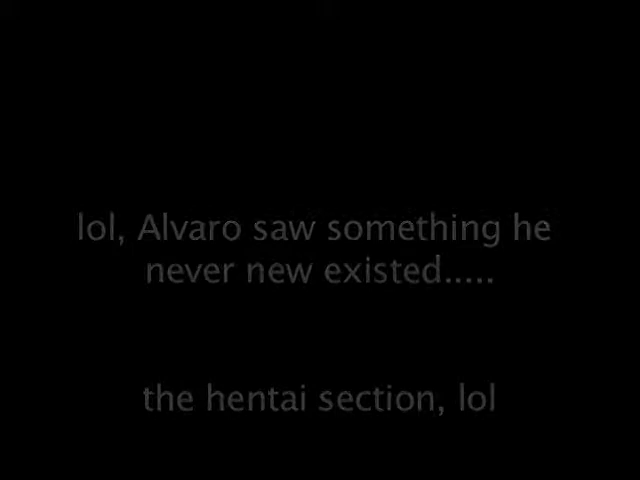 lol, Alvaro saw something he
never new existed.....
the hentai section, lol